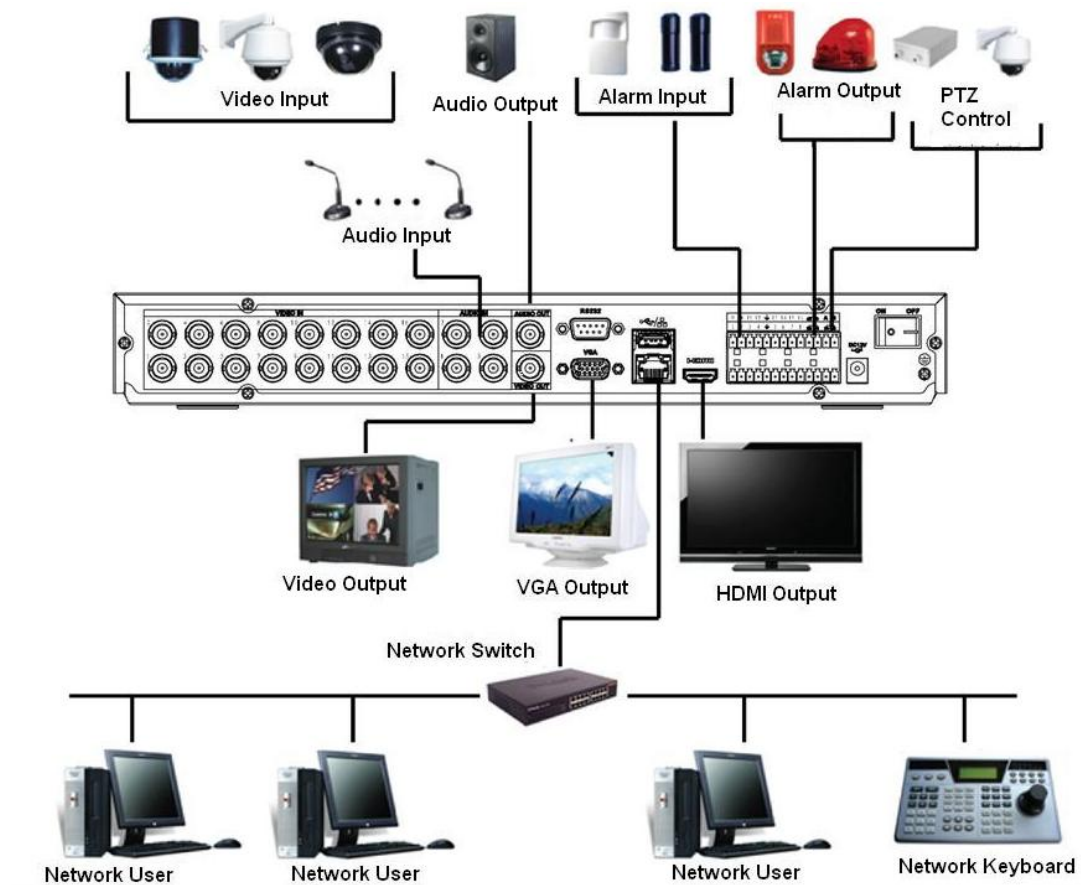 Video Input
Audio Output
Alarm Input
Alarm Output
PTZ
Control
Audio Input
VIDEO IN
AUDIO IN
AUDIO OUT
RS232
ON OFF
VGA
DC12V
VIDEO OUT
Video Output
VGA Output
HDMI Output
Network Switch
Network User
Network User
Network User
Network Keyboard